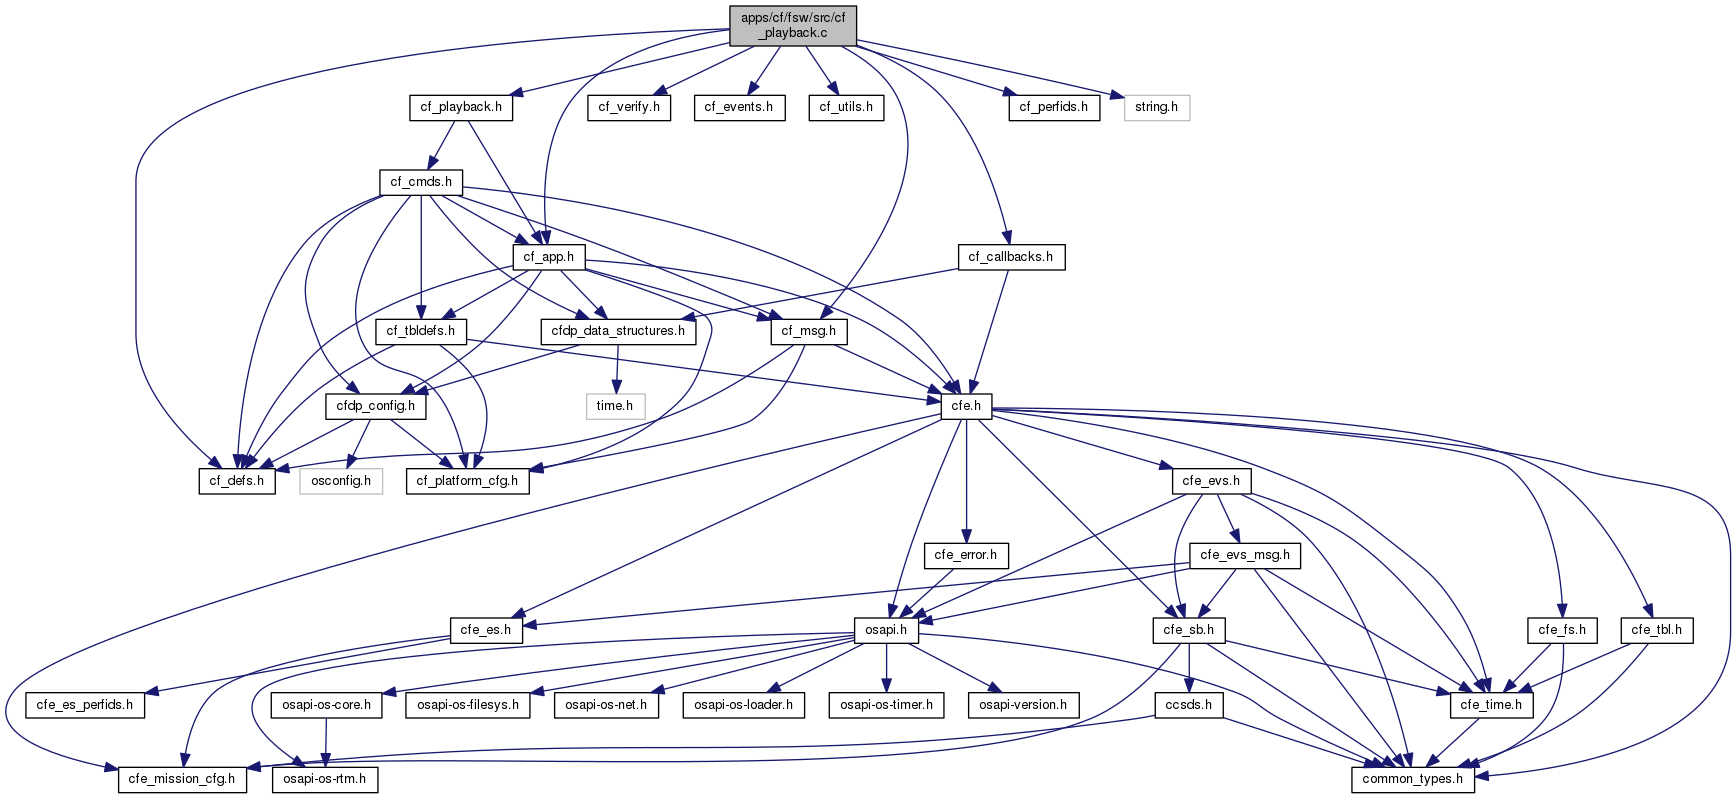 apps/cf/fsw/src/cf
_playback.c
cf_playback.h
cf_verify.h
cf_events.h
cf_utils.h
cf_perfids.h
string.h
cf_cmds.h
cf_app.h
cf_callbacks.h
cf_tbldefs.h
cfdp_data_structures.h
cf_msg.h
cfdp_config.h
time.h
cfe.h
cf_defs.h
osconfig.h
cf_platform_cfg.h
cfe_evs.h
cfe_error.h
cfe_evs_msg.h
cfe_es.h
osapi.h
cfe_sb.h
cfe_fs.h
cfe_tbl.h
cfe_es_perfids.h
osapi-os-core.h
osapi-os-filesys.h
osapi-os-net.h
osapi-os-loader.h
osapi-os-timer.h
osapi-version.h
ccsds.h
cfe_time.h
cfe_mission_cfg.h
osapi-os-rtm.h
common_types.h